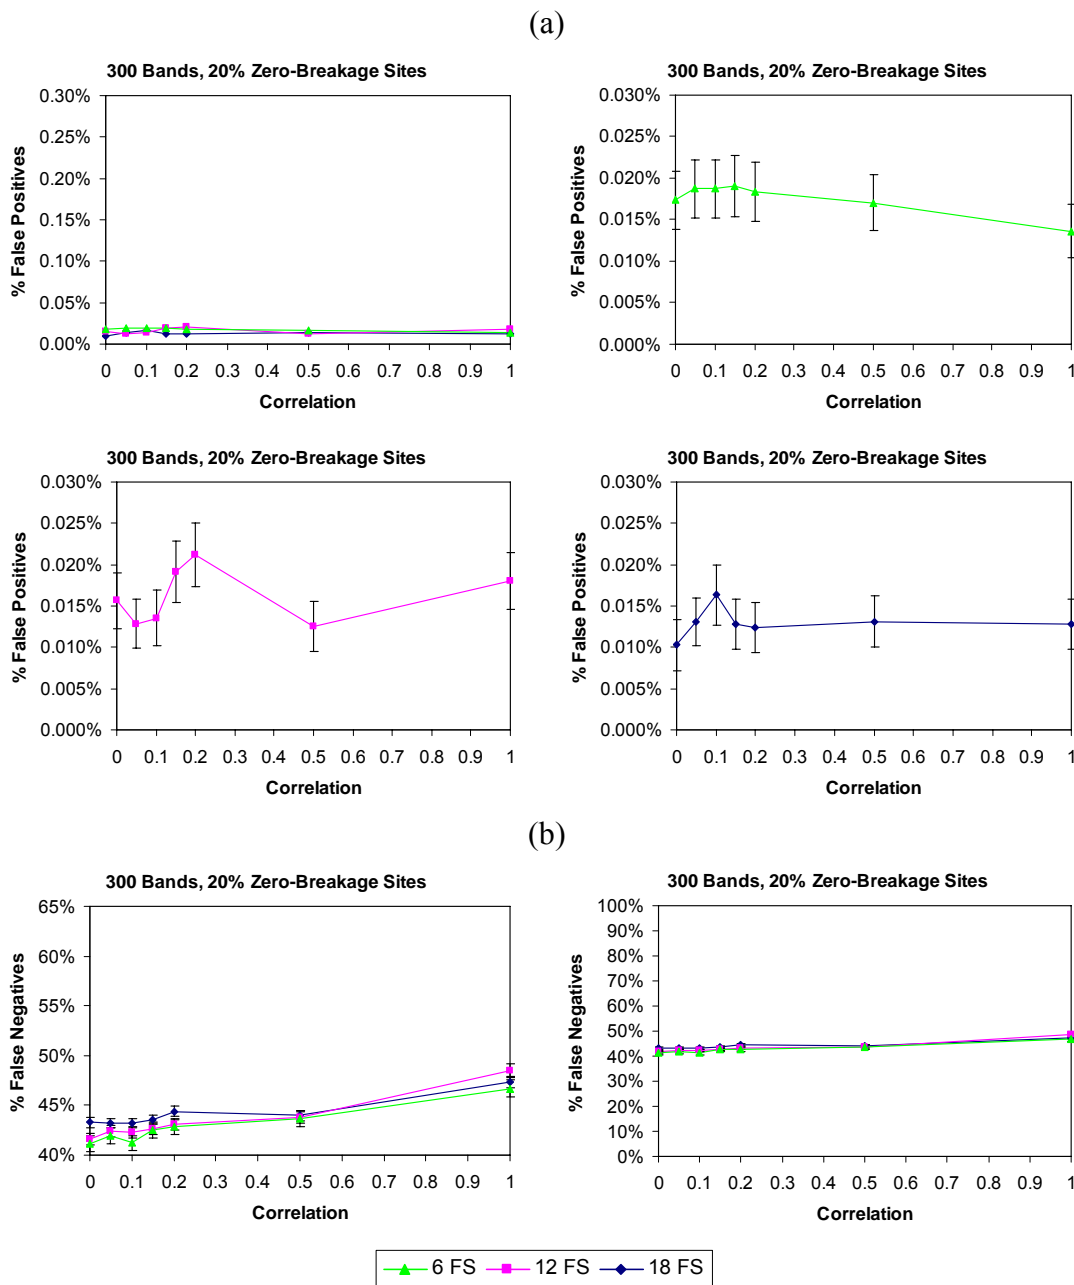 (a)
300 Bands, 20% Zero-Breakage Sites
0.30%
0.25%
0.20%
0.15%
0.10%
0.05%
0.00%
% False Positives
0 0.1 0.2 0.3 0.4 0.5 0.6 0.7 0.8 0.9 1
Correlation
300 Bands, 20% Zero-Breakage Sites
0.030%
0.025%
0.020%
0.015%
0.010%
0.005%
0.000%
% False Positives
0 0.1 0.2 0.3 0.4 0.5 0.6 0.7 0.8 0.9 1
Correlation
300 Bands, 20% Zero-Breakage Sites
0.030%
0.025%
0.020%
0.015%
0.010%
0.005%
0.000%
% False Positives
0 0.1 0.2 0.3 0.4 0.5 0.6 0.7 0.8 0.9 1
Correlation
300 Bands, 20% Zero-Breakage Sites
0.030%
0.025%
0.020%
0.015%
0.010%
0.005%
0.000%
% False Positives
0 0.1 0.2 0.3 0.4 0.5 0.6 0.7 0.8 0.9 1
Correlation
(b)
300 Bands, 20% Zero-Breakage Sites
65%
60%
55%
50%
45%
40%
% False Negatives
0 0.1 0.2 0.3 0.4 0.5 0.6 0.7 0.8 0.9 1
Correlation
300 Bands, 20% Zero-Breakage Sites
100%
90%
80%
70%
60%
50%
40%
30%
20%
10%
0%
% False Negatives
0 0.1 0.2 0.3 0.4 0.5 0.6 0.7 0.8 0.9 1
Correlation
6 FS 12 FS 18 FS